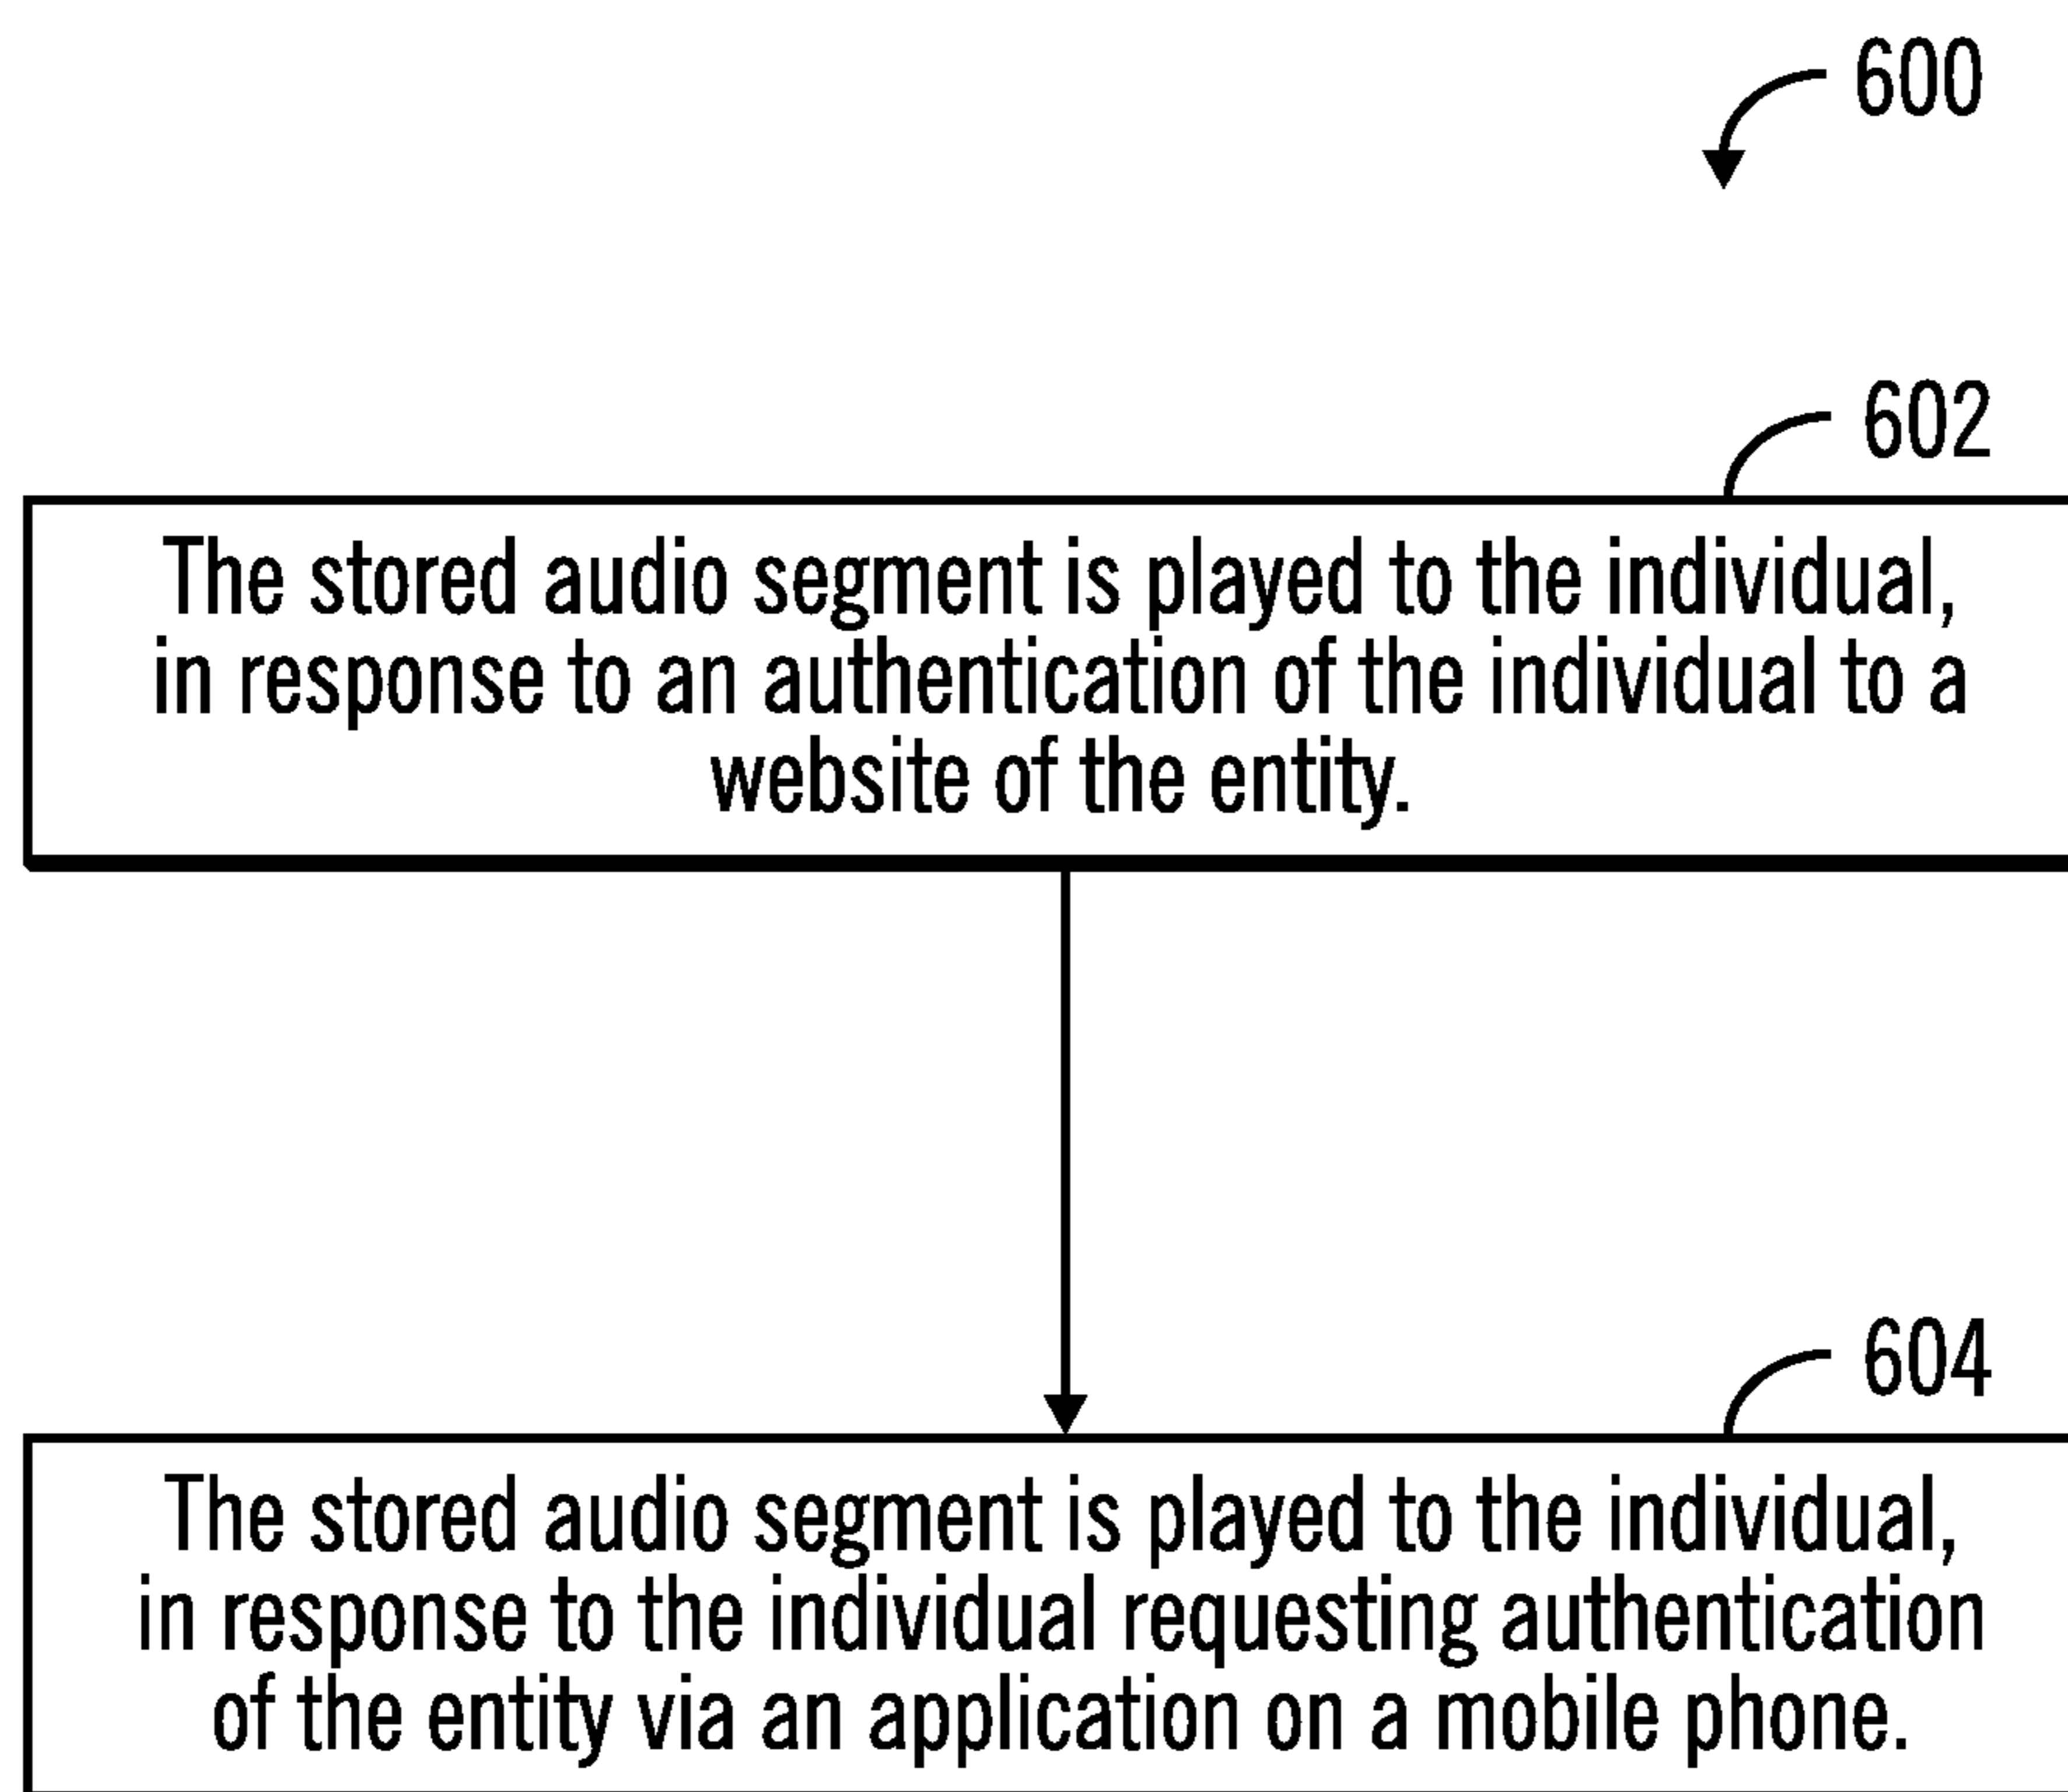 600
602
The stored audio segment is played to the individual,
in response to an authentication of the individual to a
website of the entity.
604
The stored audio segment is played to the individual,
in response to the individual requesting authentication
of the entity via an application on a mobile phone.